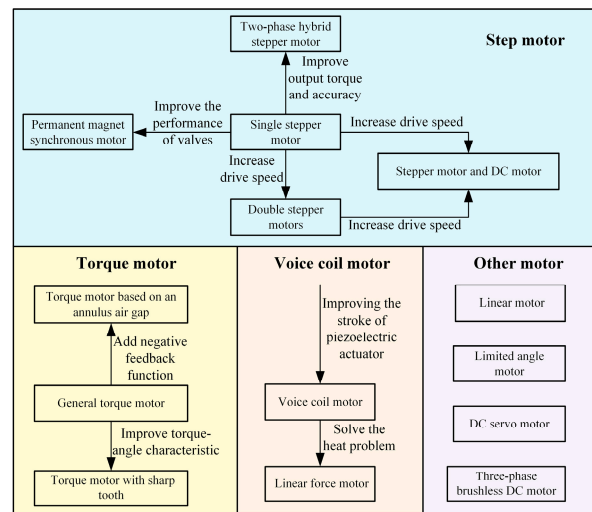 Two-phase hybrid
stepper motor
Step motor
Improve
output torque
and accuracy
Improve the
performance
of valves
Permanent magnet
synchronous motor
Single stepper
motor
Increase drive speed
Increase
drive speed
Stepper motor and DC motor
Double stepper
motors
Increase drive speed
Torque motor
Torque motor based on an
annulus air gap
Add negative
feedback
function
General torque motor
Improve torque-
angle characteristic
Torque motor with sharp
tooth
Voice coil motor
Improving the
stroke of
piezoelectric
actuator
Voice coil motor
Solve the
heat problem
Linear force motor
Other motor
Linear motor
Limited angle
motor
DC servo motor
Three-phase
brushless DC motor